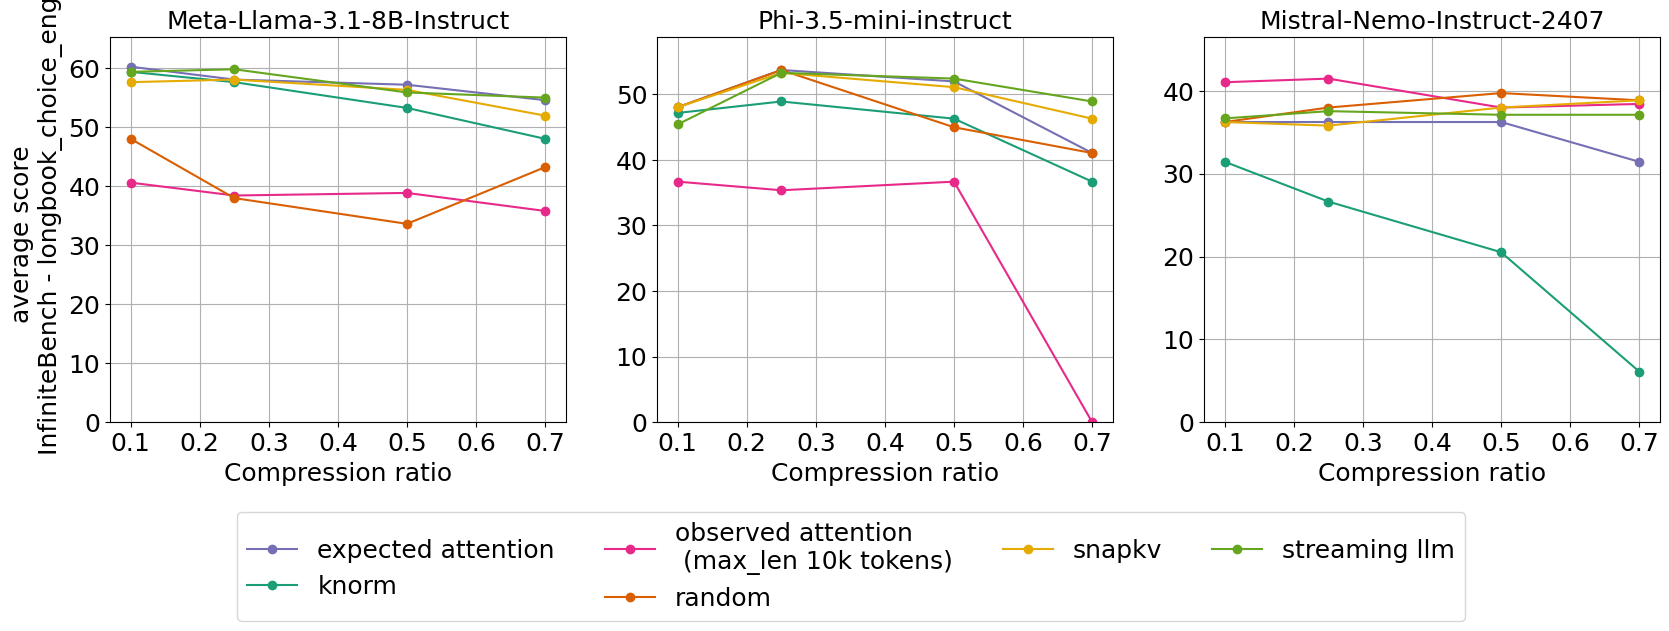 Meta-Llama-3.1-8B-Instruct
Phi-3.5-mini-instruct
Mistral-Nemo-Instruct-2407
average score
InfiniteBench - longbook_choice_eng
60
50
40
30
20
10
0
0.1 0.2 0.3 0.4 0.5 0.6 0.7
Compression ratio
50
40
30
20
10
0
0.1 0.2 0.3 0.4 0.5 0.6 0.7
Compression ratio
40
30
20
10
0
0.1 0.2 0.3 0.4 0.5 0.6 0.7
Compression ratio
expected attention
knorm
observed attention
(max_len 10k tokens)
random
snapkv
streaming llm